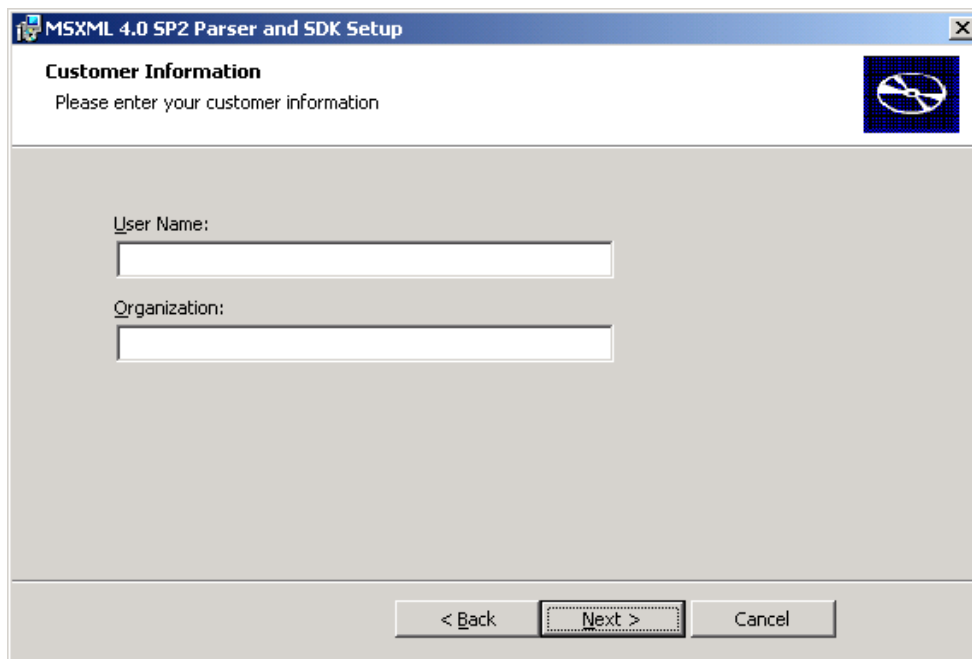 MSXML 4.0 SP2 Parser and SDK Setup
Customer Information
Please enter your customer information
User Name:
Organization:
< Back Next > Cancel